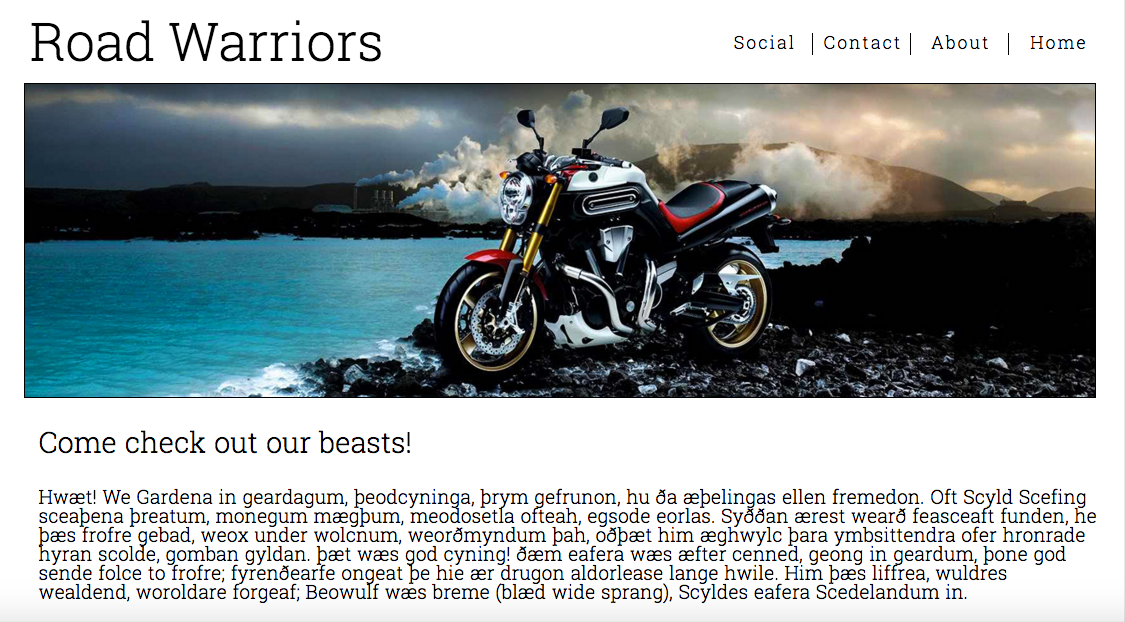 Road Warriors
Social | Contact | About | Home
Come check out our beasts!
Hwæt! We Gardena in geardagum, þeodcyninga, þrym gefrunon, hu ða æþelingas ellen fremedon. Oft Scyld Scefing
sceaþena þreatum, monegum mægþum, meodosetla ofteah, egsode eorlas. Syððan ærest wearð feasceaft funden, he
þæs frofre gebad, weox under wolcnum, weorðmyndum þah, oðþæt him æghwylc þara ymbsittendra ofer hronrade
hyran scolde, gomban gyldan. þæt wæs god cyning! ðæm eafera wæs æfter cenned, geong in geardum, þone god
sende folce to frofre; fyrenðearfe ongeat þe hie ær drugon aldorlease lange hwile. Him þæs liffrea, wuldres
wealdend, woroldare forgeaf; Beowulf wæs breme (blæd wide sprang), Scyldes eafera Scedelandum in.